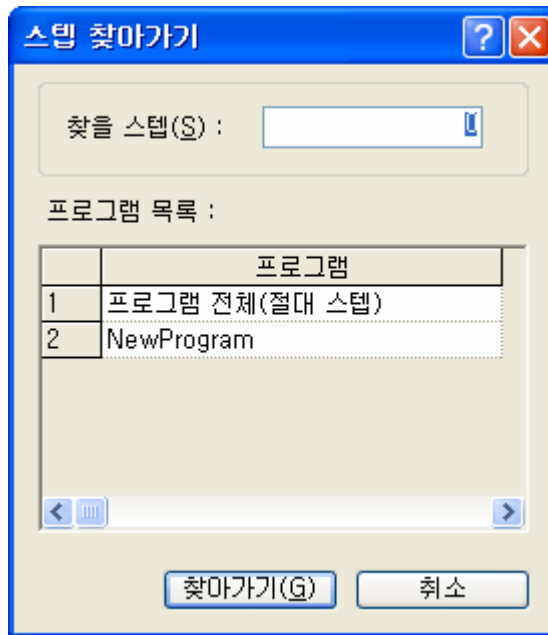 스텝 찾아가기
찾을 스텝(S) : 0
프로그램 목록 :
프로그램
1 프로그램 전체(절대 스텝)
2 NewProgram
찾아가기(G) 취소